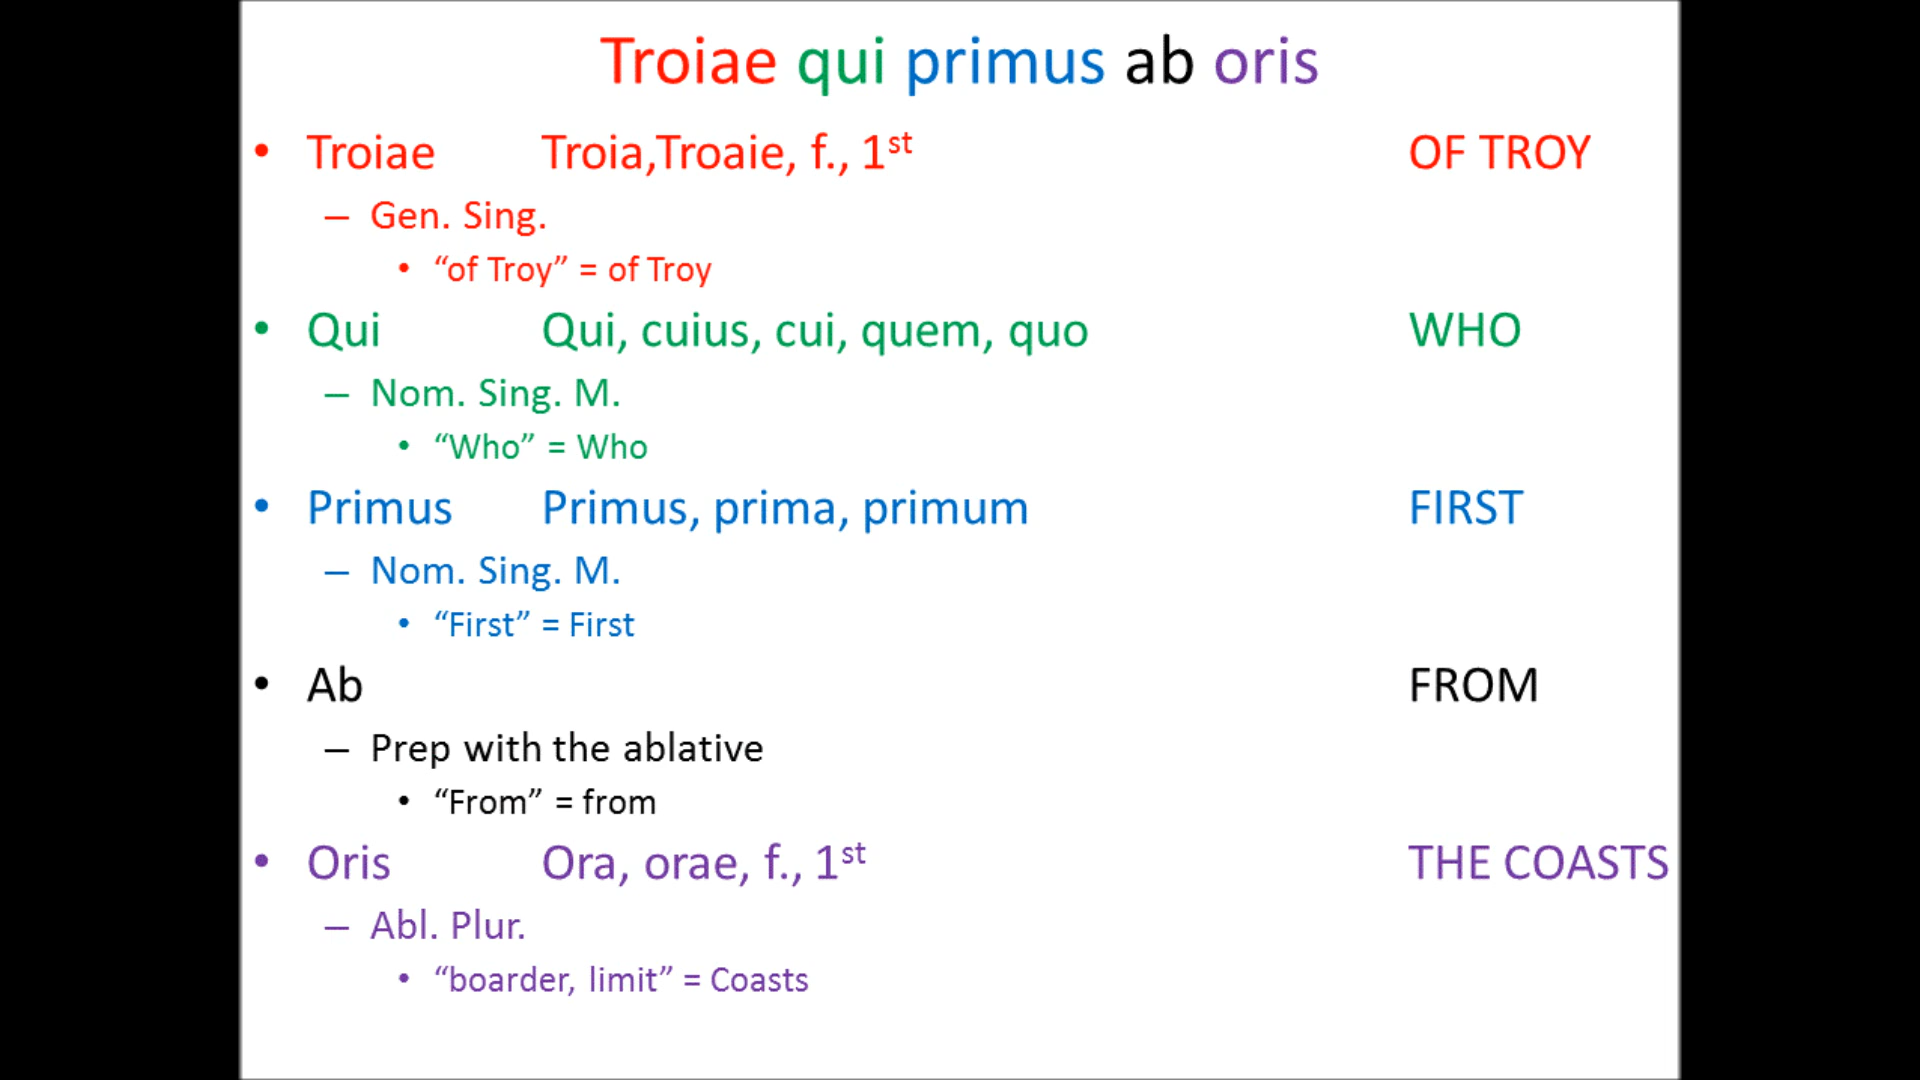 Troiae qui primus ab oris
• Troiae Troia,Troaie, f., 1st OF TROY
– Gen. Sing.
• “of Troy” = of Troy
• Qui Qui, cuius, cui, quem, quo WHO
– Nom. Sing. M.
• “Who” = Who
• Primus Primus, prima, primum FIRST
– Nom. Sing. M.
• “First” = First
• Ab FROM
– Prep with the ablative
• “From” = from
• Oris Ora, orae, f., 1st THE COASTS
– Abl. Plur.
• “boarder, limit” = Coasts